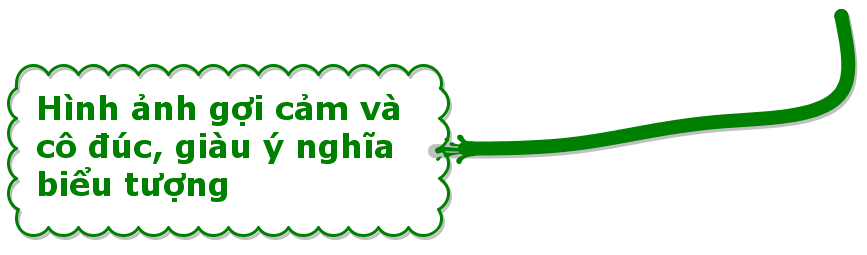 Hình ảnh gợi cảm và
cô đúc, giàu ý nghĩa
biểu tượng